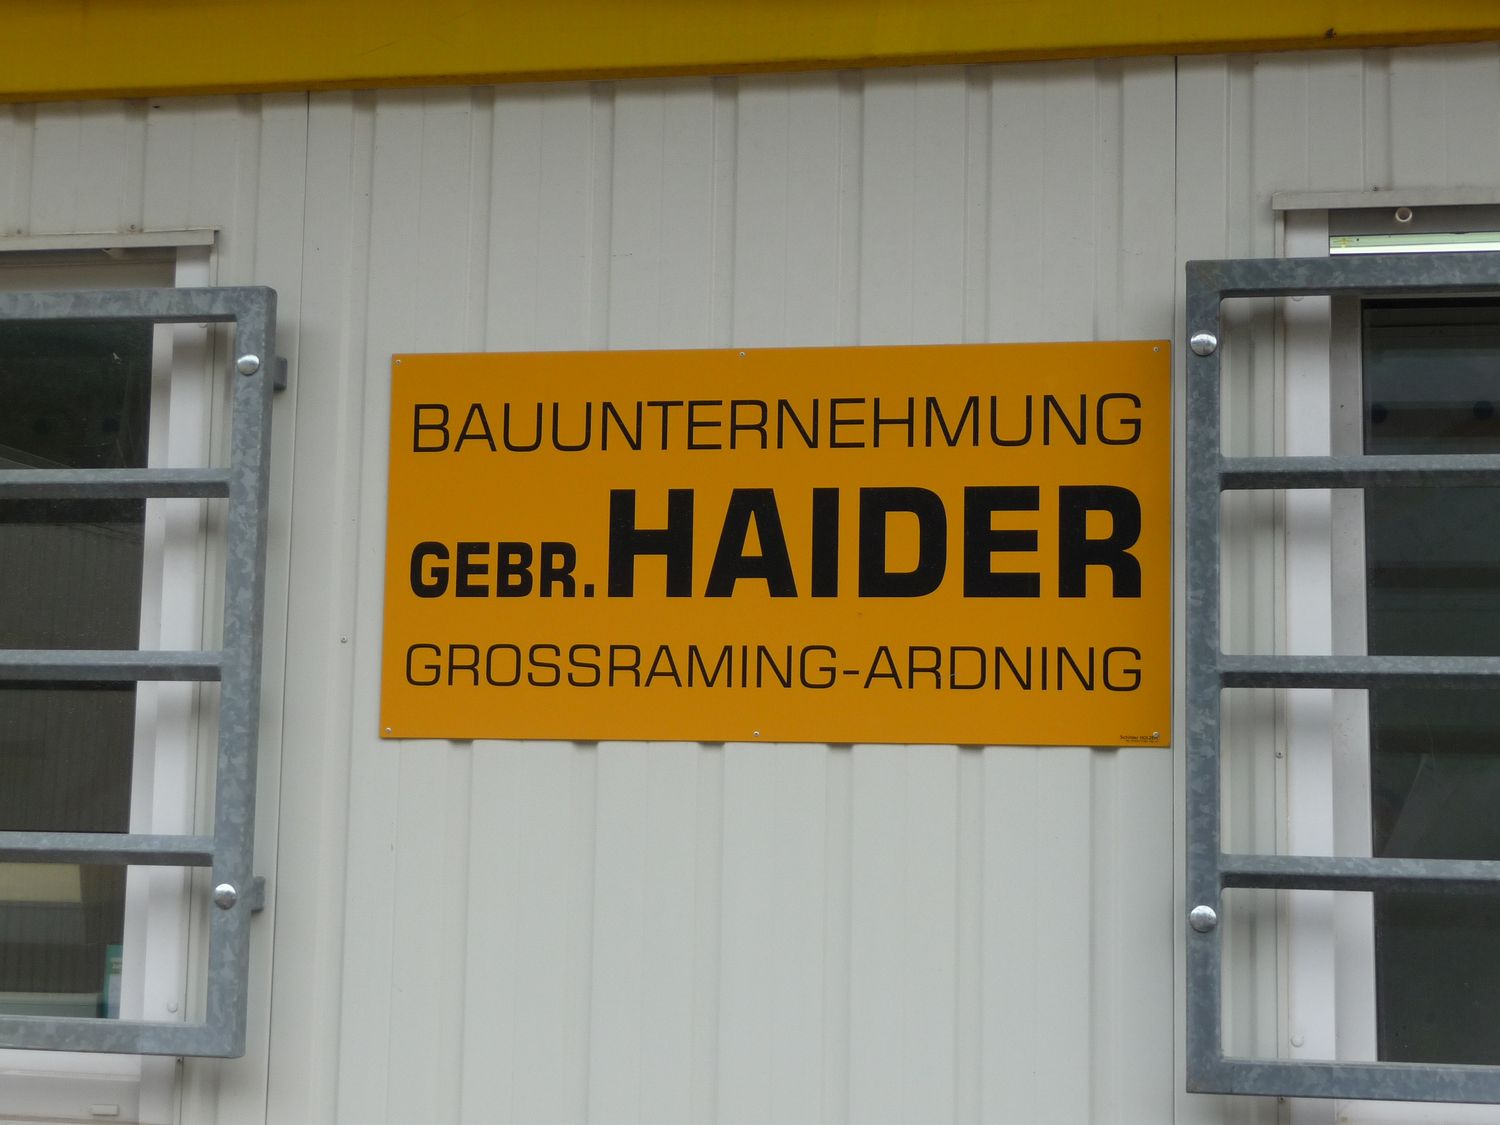 BAUUNTERNEHMUNG
GEBR. HAIDER
GROSSRAMING-ARDNING